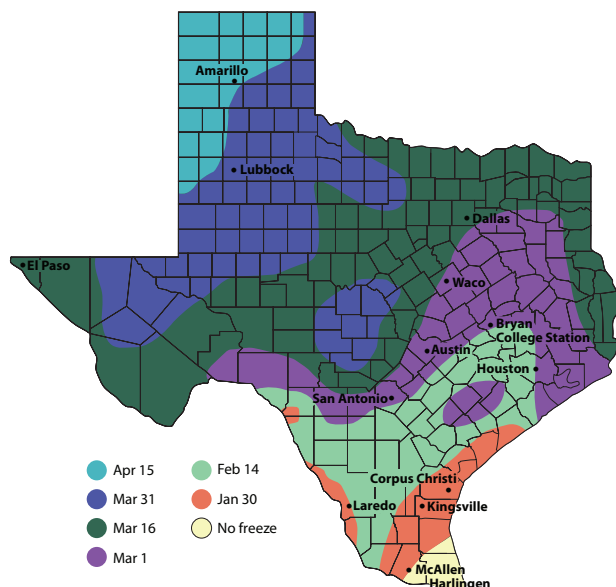 Amarillo
Lubbock
Dallas
El Paso
Waco
Bryan
College Station
Austin
Houston
San Antonio
Apr 15
Feb 14
Corpus Christi
Mar 31
Jan 30
Laredo
Kingsville
Mar 16
No freeze
Mar 1
McAllen
Harlingen